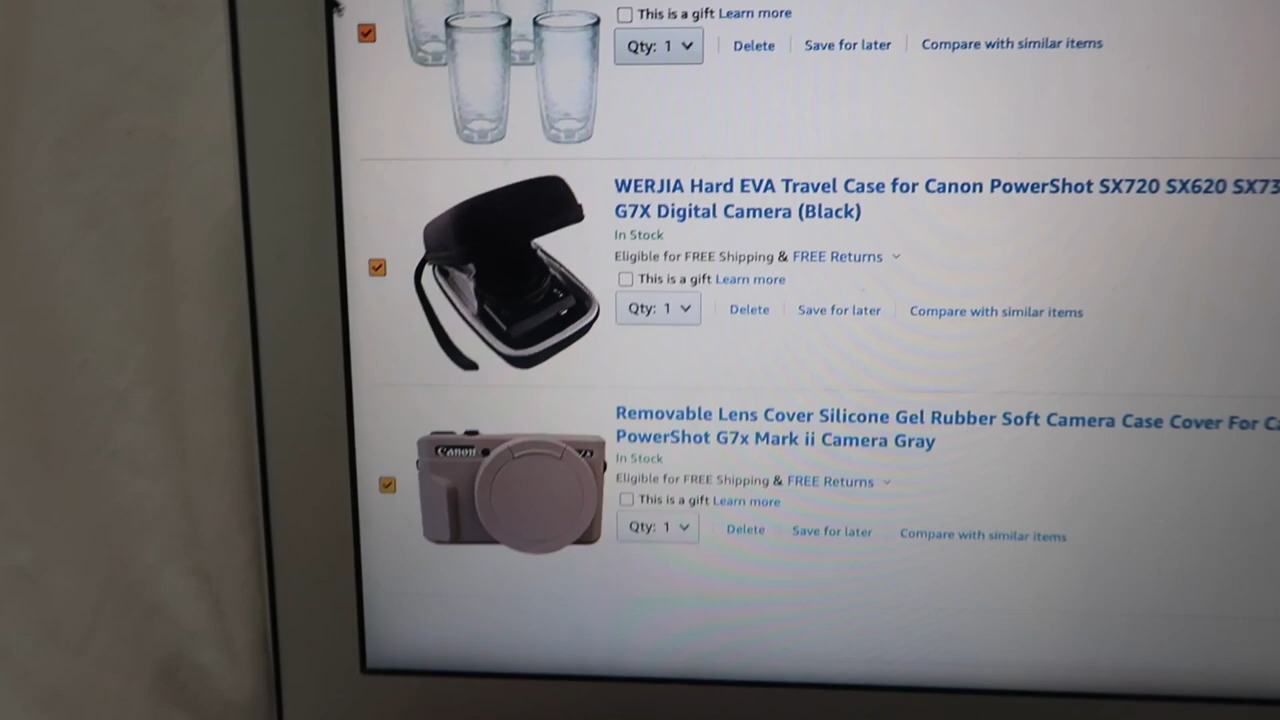 This is a gift Learn more
Qty: 1 Delete Save for later Compare with similar items
WERJIA Hard EVA Travel Case for Canon PowerShot SX720 SX620
G7X Digital Camera (Black)
In Stock
Eligible for FREE Shipping & FREE Returns
This is a gift Learn more
Qty: 1 Delete Save for later Compare with similar items
Removable Lens Cover Silicone Gel Rubber Soft Camera Case Cover For
PowerShot G7x Mark ii Camera Gray
Canon
In Stock
Eligible for FREE Shipping & FREE Returns
This is a gift Learn more
Qty: 1 Delete Save for later Compare with similar items